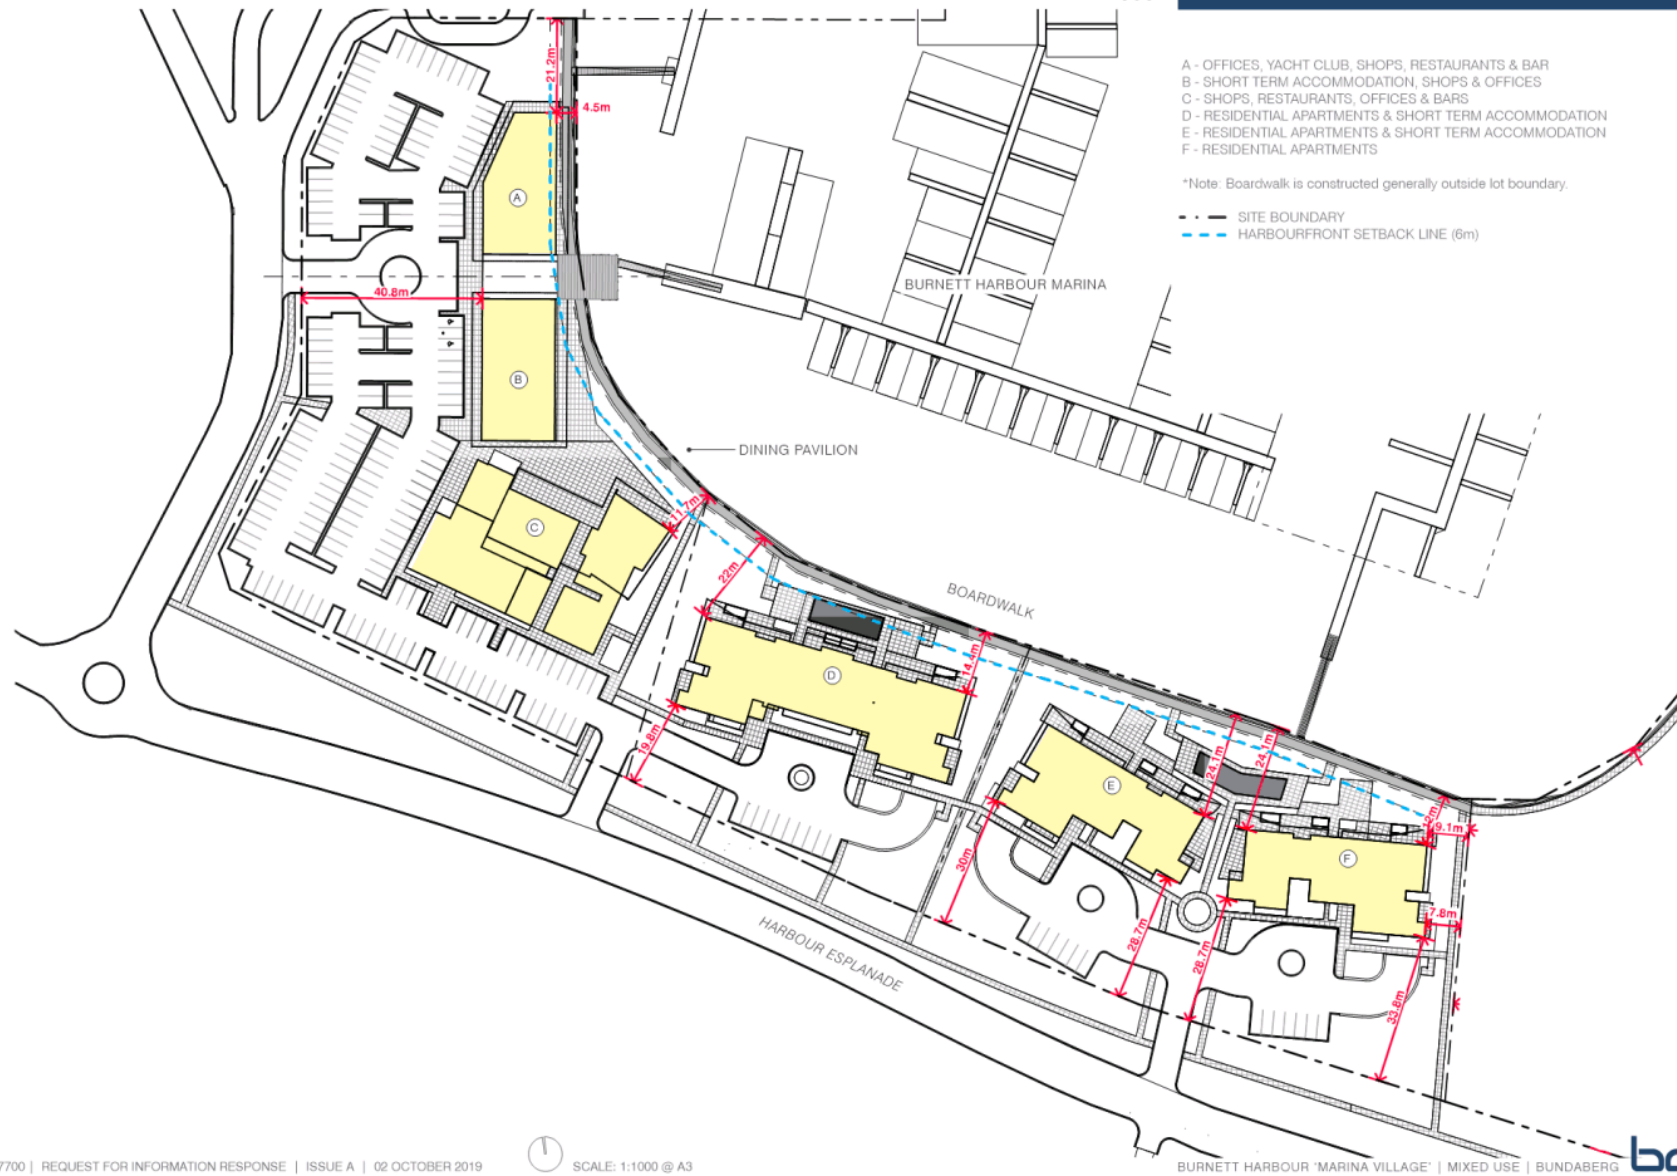 A - OFFICES, YACHT CLUB, SHOPS, RESTAURANTS & BAR
B - SHORT TERM ACCOMMODATION, SHOPS & OFFICES
C - SHOPS, RESTAURANTS, OFFICES & BARS
D - RESIDENTIAL APARTMENTS & SHORT TERM ACCOMMODATION
E - RESIDENTIAL APARTMENTS & SHORT TERM ACCOMMODATION
F - RESIDENTIAL APARTMENTS
*Note: Boardwalk is constructed generally outside lot boundary.
SITE BOUNDARY
HARBOURFRONT SETBACK LINE (6m)
21.2m
4.5m
A
BURNETT HARBOUR MARINA
40.8m
B
DINING PAVILION
11.7m
C
22m
BOARDWALK
14.4m
D
19.8m
24.1m
24.1m
E
12m
9.1m
F
30m
7.8m
28.7m
28.7m
33.8m
HARBOUR ESPLANADE
7700 | REQUEST FOR INFORMATION RESPONSE | ISSUE A | 02 OCTOBER 2019
SCALE: 1:1000 @ A3
BURNETT HARBOUR 'MARINA VILLAGE' | MIXED USE | BUNDABERG